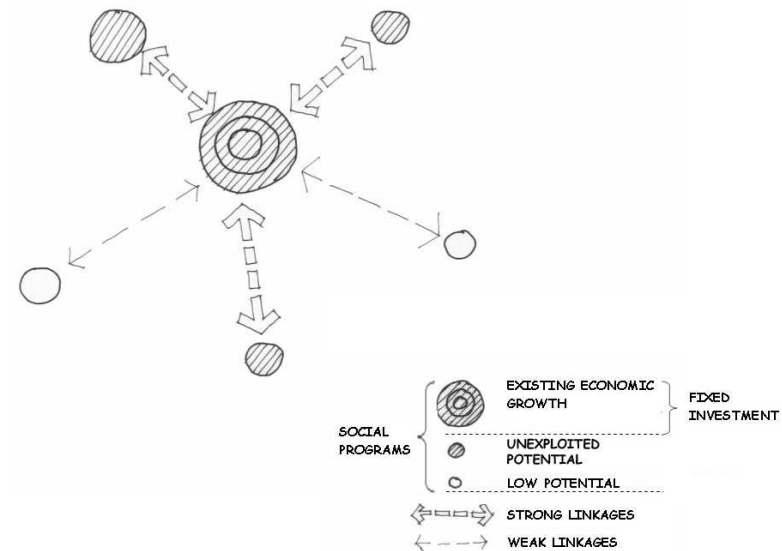 EXISTING ECONOMIC
GROWTH
FIXED
INVESTMENT
SOCIAL
PROGRAMS
UNEXPLOITED
POTENTIAL
LOW POTENTIAL
STRONG LINKAGES
WEAK LINKAGES